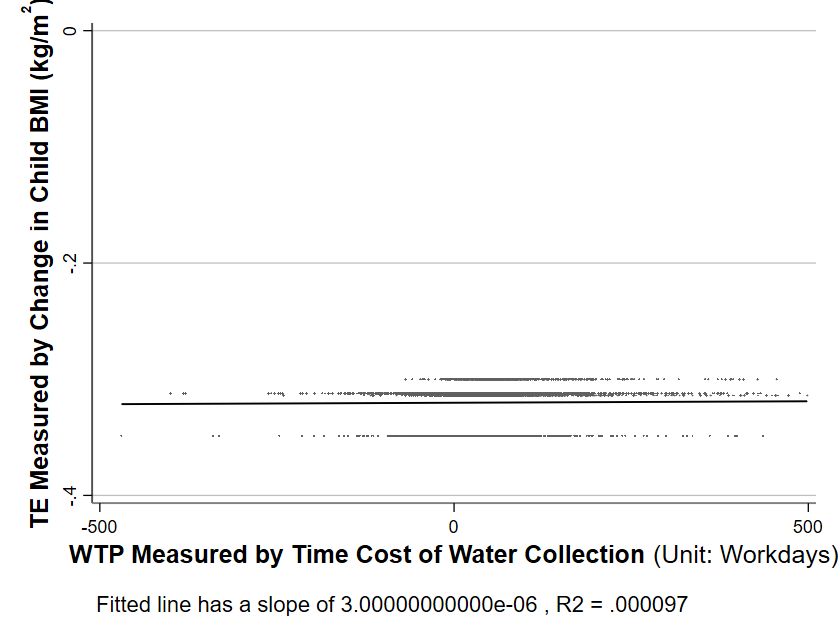 TE Measured by Change in Child BMI (kg/m²)
0
-.2
-.4
-500 0 500
WTP Measured by Time Cost of Water Collection (Unit: Workdays)
Fitted line has a slope of 3.00000000000e-06 , R2 = .000097